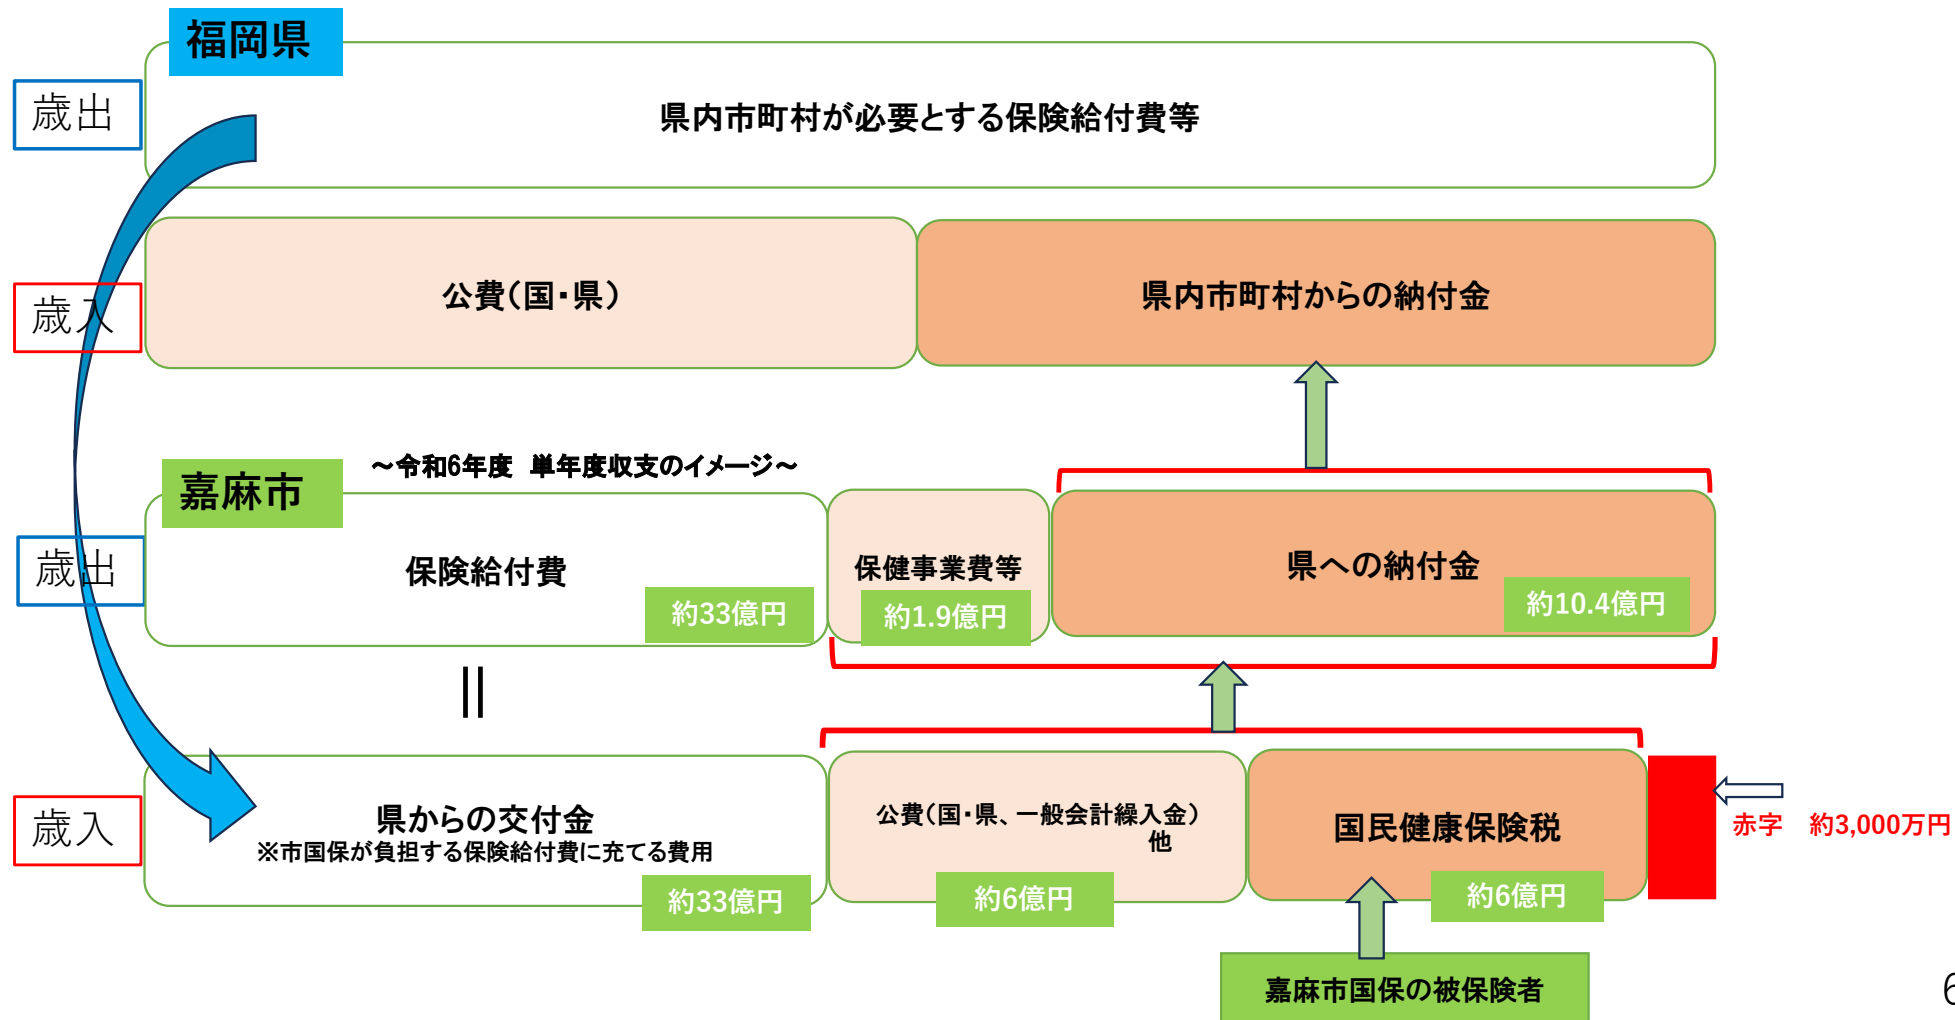 福岡県
歳出
県内市町村が必要とする保険給付費等
歳入
公費（国・県）
県内市町村からの納付金
嘉麻市
～令和6年度　単年度収支のイメージ～
歳出
保険給付費
約33億円
保健事業費等
約1.9億円
県への納付金
約10.4億円
||
歳入
県からの交付金
※市国保が負担する保険給付費に充てる費用
約33億円
公費（国・県、一般会計繰入金）
他
約6億円
国民健康保険税
約6億円
赤字　約3,000万円
嘉麻市国保の被保険者
6